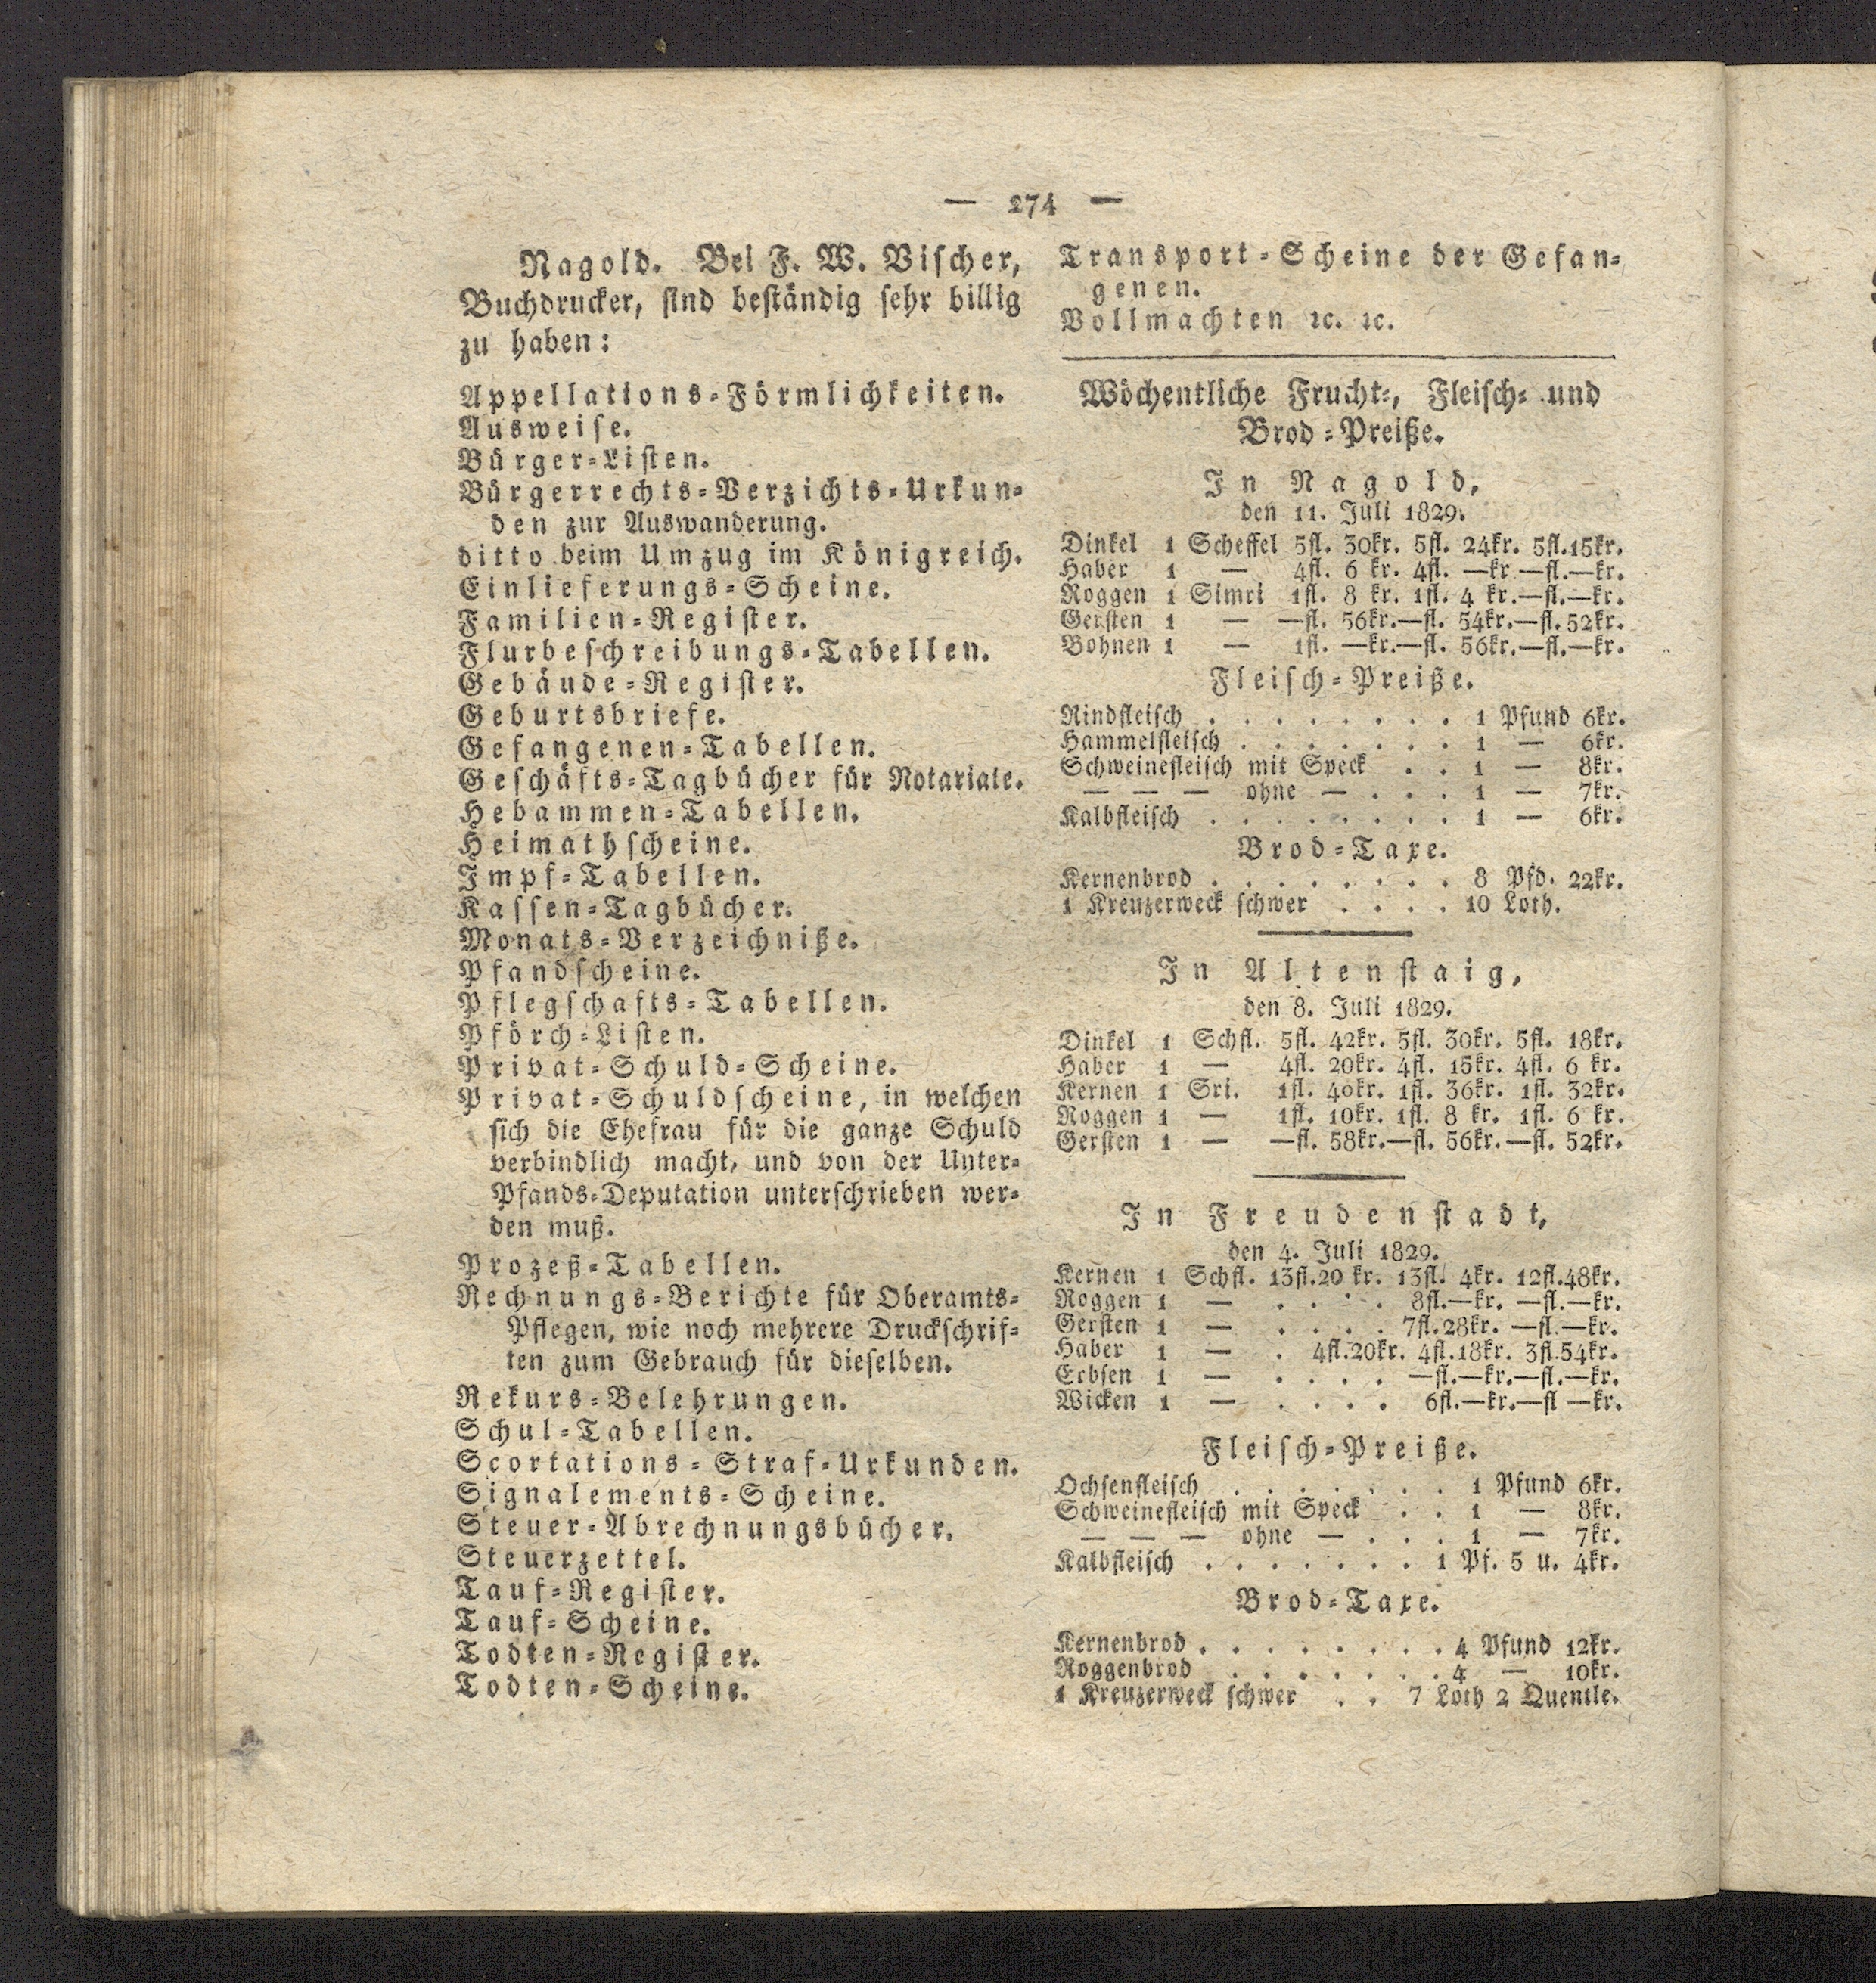 — 274 —
Nagold. Bei F. W. Vischer,
Buchdrucker, sind beständig sehr billig
zu haben:
Appellations-Förmlichkeiten.
Ausweise.
Bürger-Listen.
Bürgerrechts-Verzichts-Urkun-
den zur Auswanderung.
ditto beim Umzug im Königreich.
Einlieferungs-Scheine.
Familien-Register.
Flurbeschreibungs-Tabellen.
Gebäude-Register.
Geburtsbriefe.
Gefangenen-Tabellen.
Geschäfts-Tagbücher für Notariate.
Hebammen-Tabellen.
Heimathscheine.
Impf-Tabellen.
Kassen-Tagbücher.
Monats-Verzeichniße.
Pfandscheine.
Pflegschafts-Tabellen.
Pförch-Listen.
Privat-Schuld-Scheine.
Privat-Schuldscheine, in welchen
sich die Ehefrau für die ganze Schuld
verbindlich macht, und von der Unter-
Pfands-Deputation unterschrieben wer-
den muß.
Prozeß-Tabellen.
Rechnungs-Berichte für Oberamts-
Pflegen, wie noch mehrere Druckschrif-
ten zum Gebrauch für dieselben.
Rekurs-Belehrungen.
Schul-Tabellen.
Scortations-Straf-Urkunden.
Signalements-Scheine.
Steuer-Abrechnungsbücher.
Steuerzettel.
Tauf-Register.
Tauf-Scheine.
Todten-Register.
Todten-Scheine.
Transport-Scheine der Gefan-
genen.
Vollmachten ꝛc. ꝛc.
Wöchentliche Frucht-, Fleisch- und
Brod-Preiße.
In Nagold,
den 11. Juli 1829.
Dinkel 1 Scheffel 5fl. 30kr. 5fl. 24kr. 5fl.15kr.
Haber 1 — 4fl. 6 kr. 4fl. —kr —fl.—kr.
Roggen 1 Simri 1fl. 8 kr. 1fl. 4 kr.—fl.—kr.
Gersten 1 — —fl. 56kr.—fl. 54kr.—fl. 52kr.
Bohnen 1 — 1fl. —kr.—fl. 56kr.—fl.—kr.
Fleisch-Preiße.
Rindfleisch . . . . . . . . 1 Pfund 6kr.
Hammelfleisch . . . . . . . 1 — 6kr.
Schweinefleisch mit Speck . . 1 — 8kr.
— — — ohne — . . . 1 — 7kr.
Kalbfleisch . . . . . . . . 1 — 6kr.
Brod-Taxe.
Kernenbrod . . . . . . . . 8 Pfd. 22kr.
1 Kreuzerweck schwer . . . . 10 Loth.
In Altenstaig,
den 8. Juli 1829.
Dinkel 1 Schfl. 5fl. 42kr. 5fl. 30kr. 5fl. 18kr.
Haber 1 — 4fl. 20kr. 4fl. 15kr. 4fl. 6 kr.
Kernen 1 Sri. 1fl. 40kr. 1fl. 36kr. 1fl. 32kr.
Roggen 1 — 1fl. 10kr. 1fl. 8 kr. 1fl. 6 kr.
Gersten 1 — —fl. 58kr.—fl. 56kr.—fl. 52kr.
In Freudenstadt,
den 4. Juli 1829.
Kernen 1 Schfl. 13fl.20 kr. 13fl. 4kr. 12fl.48kr.
Roggen 1 — . . . . 8fl.—kr. —fl.—kr.
Gersten 1 — . . . . 7fl.28kr. —fl.—kr.
Haber 1 — . 4fl.20kr. 4fl.18kr. 3fl.54kr.
Erbsen 1 — . . . . —fl.—kr.—fl.—kr.
Wicken 1 — . . . . 6fl.—kr.—fl —kr.
Fleisch-Preiße.
Ochsenfleisch . . . . . . . 1 Pfund 6kr.
Schweinefleisch mit Speck . . 1 — 8kr.
— — — ohne — . . . 1 — 7kr.
Kalbfleisch . . . . . . . 1 Pf. 5 u. 4kr.
Brod-Taxe.
Kernenbrod . . . . . . . . 4 Pfund 12kr.
Roggenbrod . . . . . . . 4 — 10kr.
1 Kreuzerweck schwer . . 7 Loth 2 Quentle.